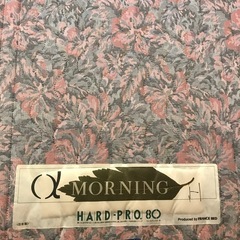 α MORNING
HARD-PRO. 80
Produced by FRANCE BED